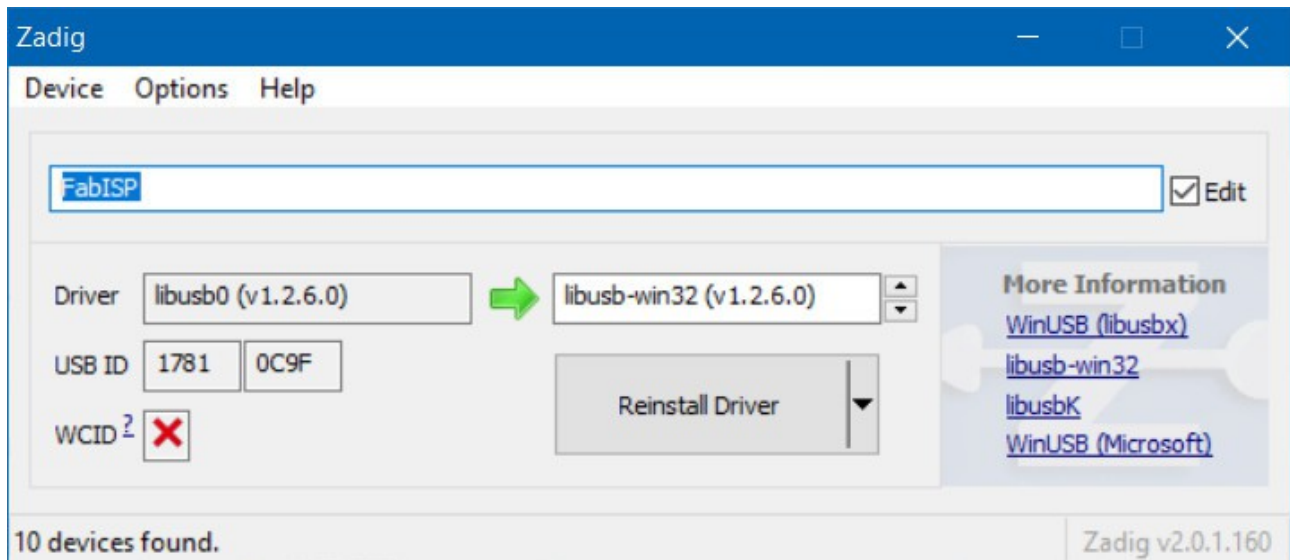 Zadig
Device Options Help
FabISP
Edit
Driver libusb0 (v1.2.6.0) libusb-win32 (v1.2.6.0)
USB ID 1781 0C9F
WCID ?
Reinstall Driver
More Information
WinUSB (libusbx)
libusb-win32
libusbK
WinUSB (Microsoft)
10 devices found.
Zadig v2.0.1.160